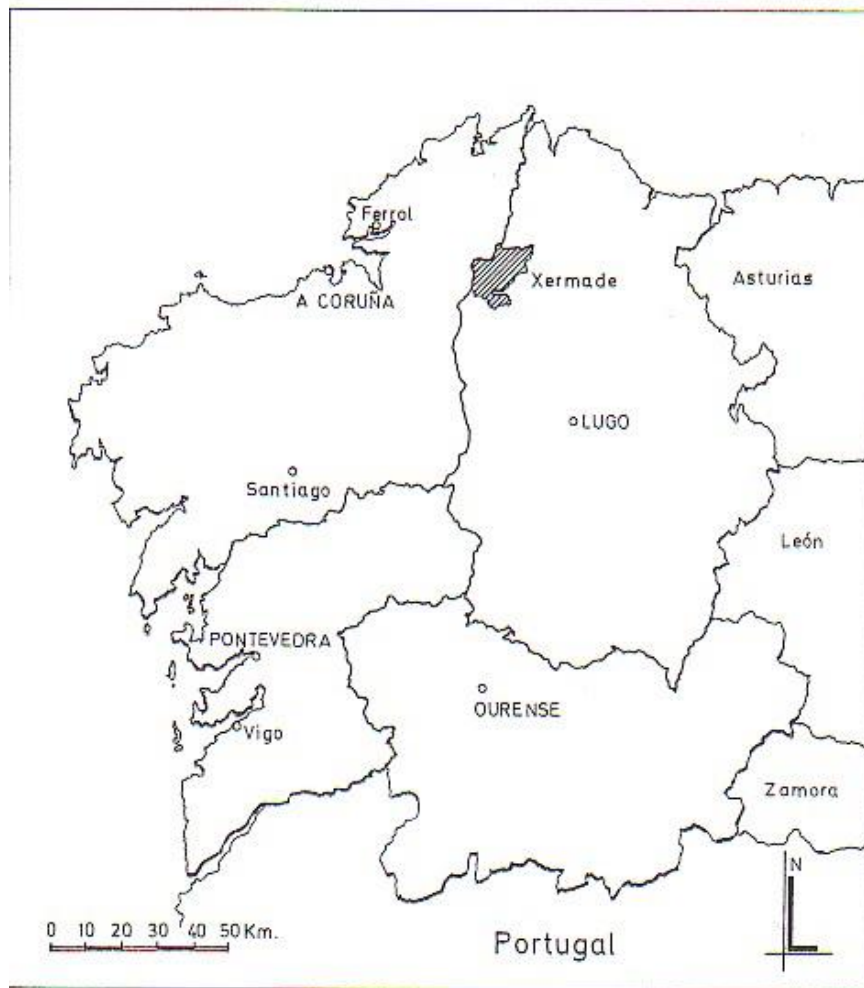 Ferrol
A CORUÑA
Xermade
Asturias
LUGO
Santiago
León
PONTEVEDRA
OURENSE
Vigo
Zamora
N
0 10 20 30 40 50 Km.
Portugal